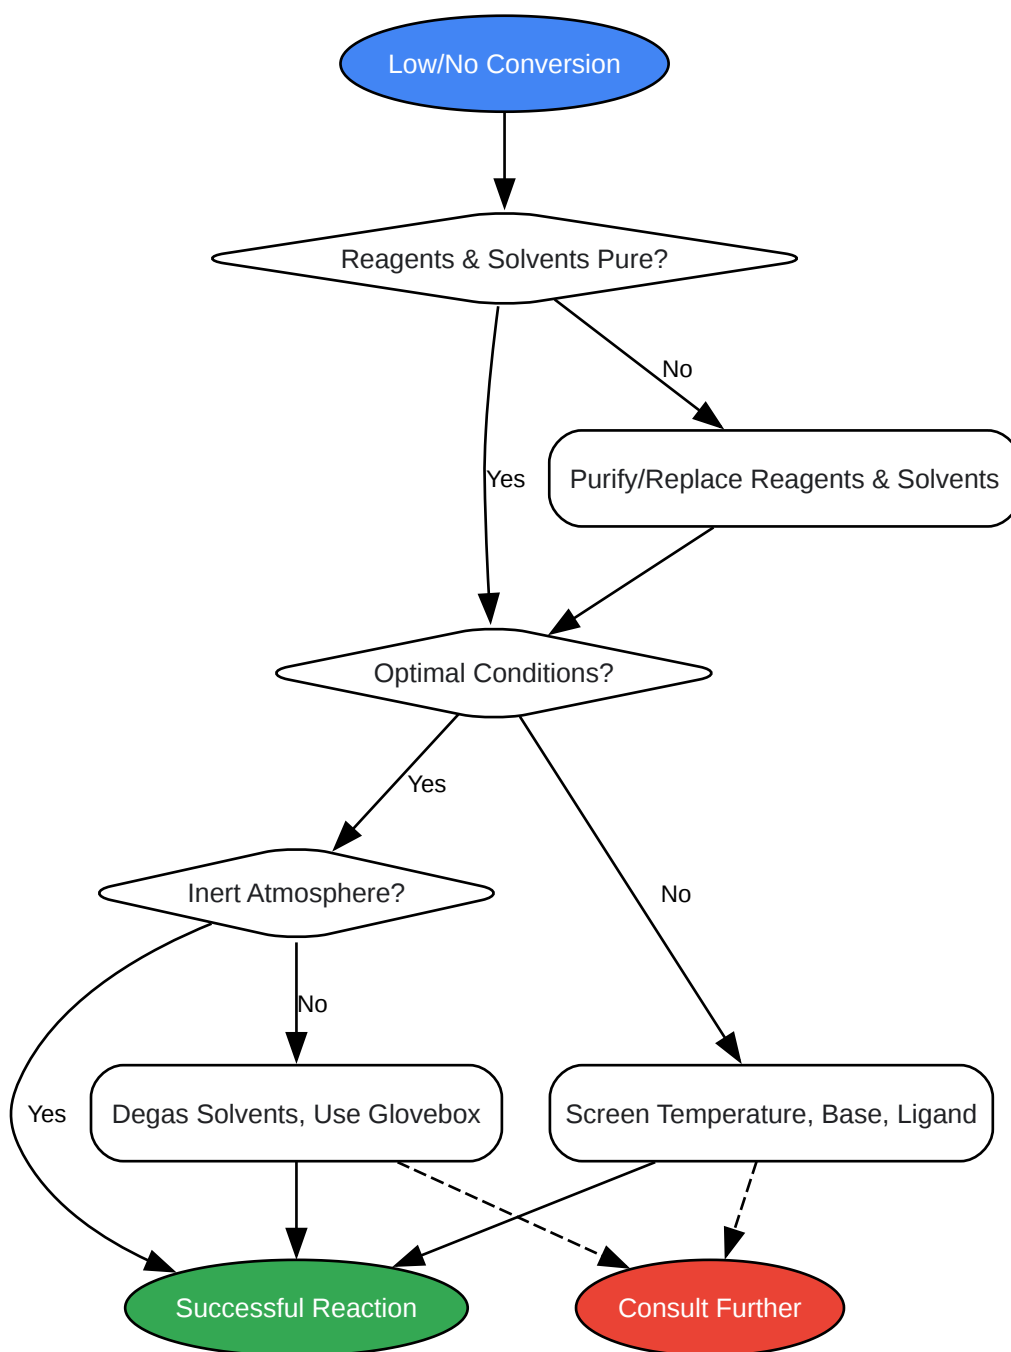 Low/No Conversion
Reagents & Solvents Pure?
No
Yes
Purify/Replace Reagents & Solvents
Optimal Conditions?
Yes
Inert Atmosphere?
No
No
Yes
Degas Solvents, Use Glovebox
Screen Temperature, Base, Ligand
Successful Reaction
Consult Further